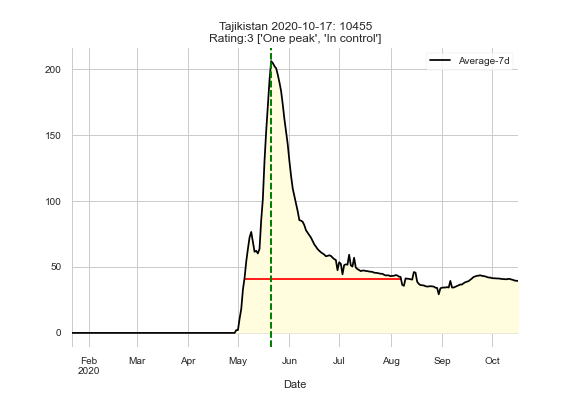 Tajikistan 2020-10-17: 10455
Rating:3 ['One peak', 'In control']
Average-7d
200
150
100
50
0
Feb Mar Apr May Jun Jul Aug Sep Oct
2020
Date